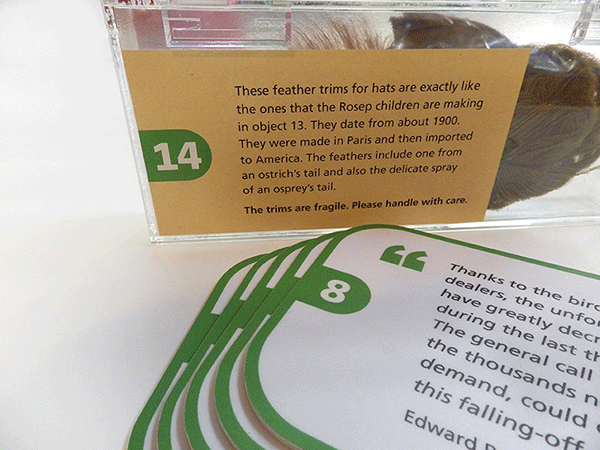 14
These feather trims for hats are exactly like
the ones that the Rosep children are making
in object 13. They date from about 1900.
They were made in Paris and then imported
to America. The feathers include one from
an ostrich's tail and also the delicate spray
of an osprey's tail.
The trims are fragile. Please handle with care.
8
“
Thanks to the bird
dealers, the
have greatly
during the last
The general call
the thousands
demand, could
this falling-off
Edward